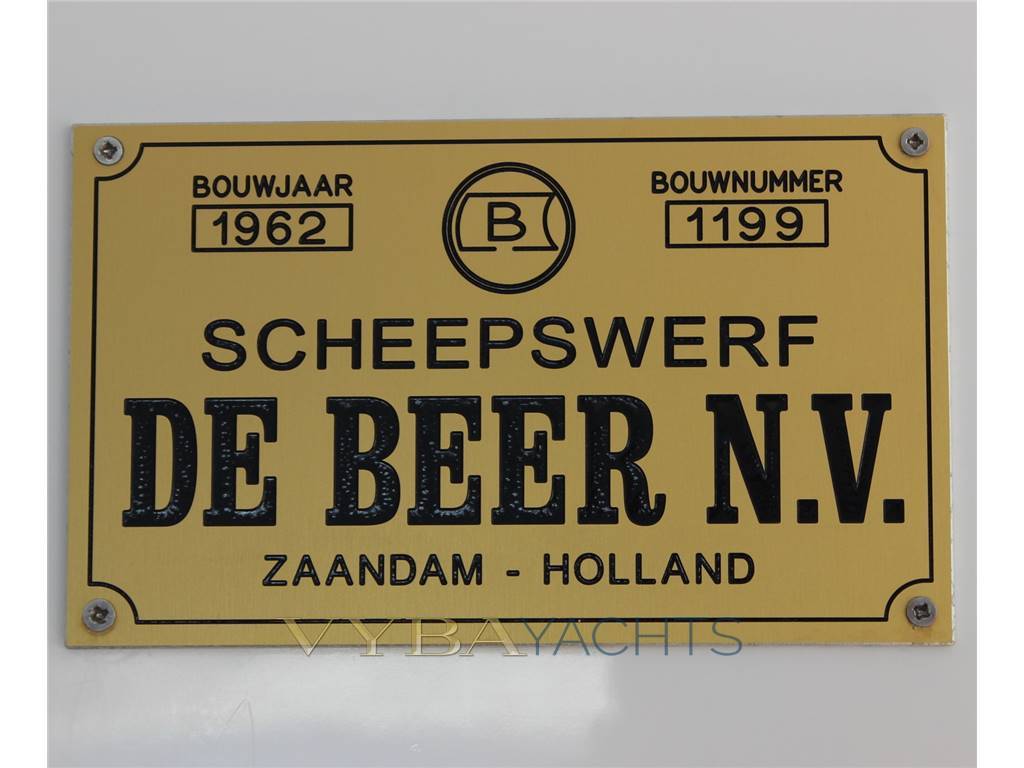 BOUWJAAR
1962
B
BOUWNUMMER
1199
SCHEEPSWERF
DE BEER N.V.
ZAANDAM - HOLLAND
VYBAYACHTS